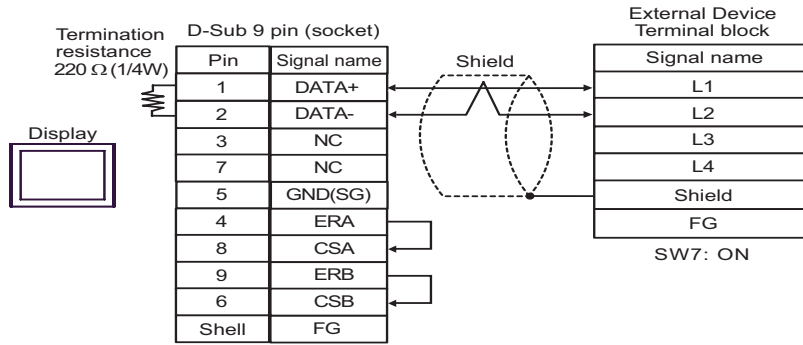 Termination
resistance
220 Ω (1/4W)
D-Sub 9 pin (socket)
Pin Signal name
1 DATA+
2 DATA-
3 NC
7 NC
5 GND(SG)
4 ERA
8 CSA
9 ERB
6 CSB
Shell FG
Display
Shield
External Device
Terminal block
Signal name
L1
L2
L3
L4
Shield
FG
SW7: ON